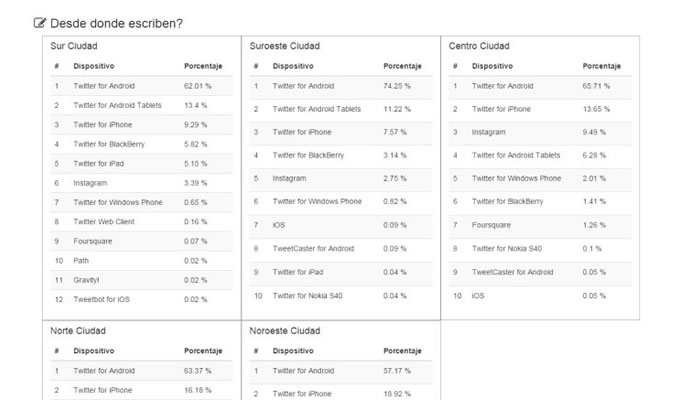 Desde donde escriben?
Sur Ciudad
# Dispositivo Porcentaje
1 Twitter for Android 62.01 %
2 Twitter for Android Tablets 13.4 %
3 Twitter for iPhone 9.29 %
4 Twitter for BlackBerry 5.82 %
5 Twitter for iPad 5.15 %
6 Instagram 3.39 %
7 Twitter for Windows Phone 0.65 %
8 Twitter Web Client 0.16 %
9 Foursquare 0.07 %
10 Path 0.02 %
11 Gravity! 0.02 %
12 Tweetbot for iOS 0.02 %
Suroeste Ciudad
# Dispositivo Porcentaje
1 Twitter for Android 74.25 %
2 Twitter for Android Tablets 11.22 %
3 Twitter for iPhone 7.57 %
4 Twitter for BlackBerry 3.14 %
5 Instagram 2.75 %
6 Twitter for Windows Phone 0.82 %
7 iOS 0.09 %
8 TweetCaster for Android 0.09 %
9 Twitter for iPad 0.04 %
10 Twitter for Nokia S40 0.04 %
Centro Ciudad
# Dispositivo Porcentaje
1 Twitter for Android 65.71 %
2 Twitter for iPhone 13.65 %
3 Instagram 9.49 %
4 Twitter for Android Tablets 6.28 %
5 Twitter for Windows Phone 2.01 %
6 Twitter for BlackBerry 1.41 %
7 Foursquare 1.26 %
8 Twitter for Nokia S40 0.1 %
9 TweetCaster for Android 0.05 %
10 iOS 0.05 %
Norte Ciudad
# Dispositivo Porcentaje
1 Twitter for Android 63.37 %
2 Twitter for iPhone 16.18 %
Noroeste Ciudad
# Dispositivo Porcentaje
1 Twitter for Android 57.17 %
2 Twitter for iPhone 18.92 %